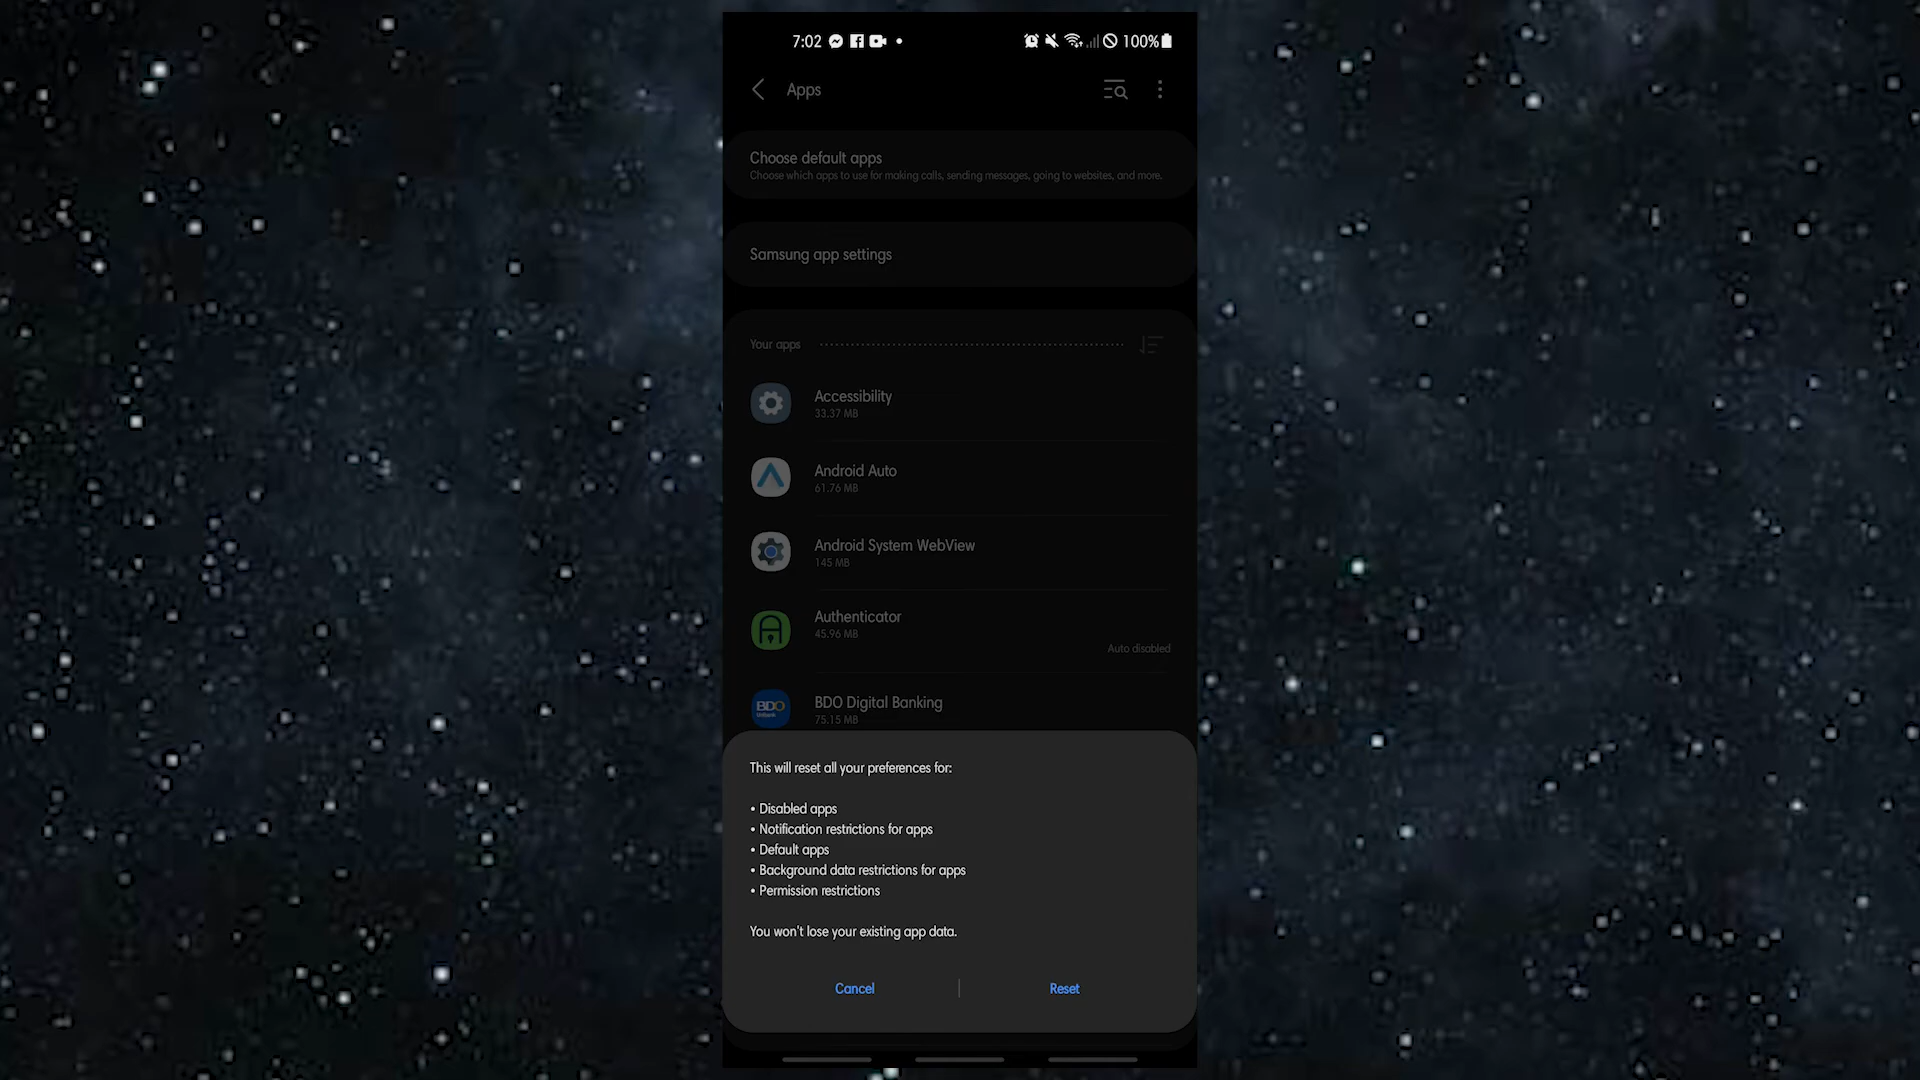 7:02
100%
Apps
Choose default apps
Choose which apps to use for making calls, sending messages, going to websites, and more.
Samsung app settings
Your apps
Accessibility
33.37 MB
Android Auto
61.76 MB
Android System WebView
145 MB
Authenticator
45.96 MB
Auto disabled
BDO
Unibank
BDO Digital Banking
75.15 MB
This will reset all your preferences for:
• Disabled apps
• Notification restrictions for apps
• Default apps
• Background data restrictions for apps
• Permission restrictions
You won't lose your existing app data.
Cancel
Reset